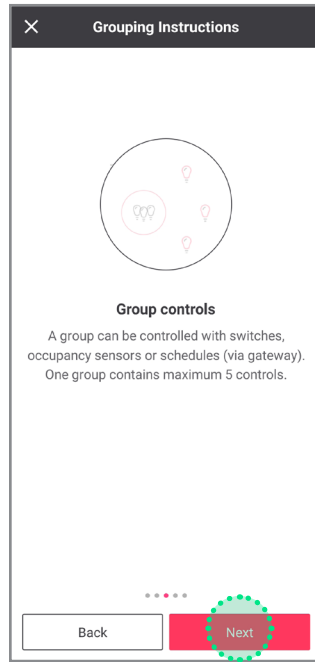 Grouping Instructions
Group controls
A group can be controlled with switches,
occupancy sensors or schedules (via gateway).
One group contains maximum 5 controls.
Back
Next